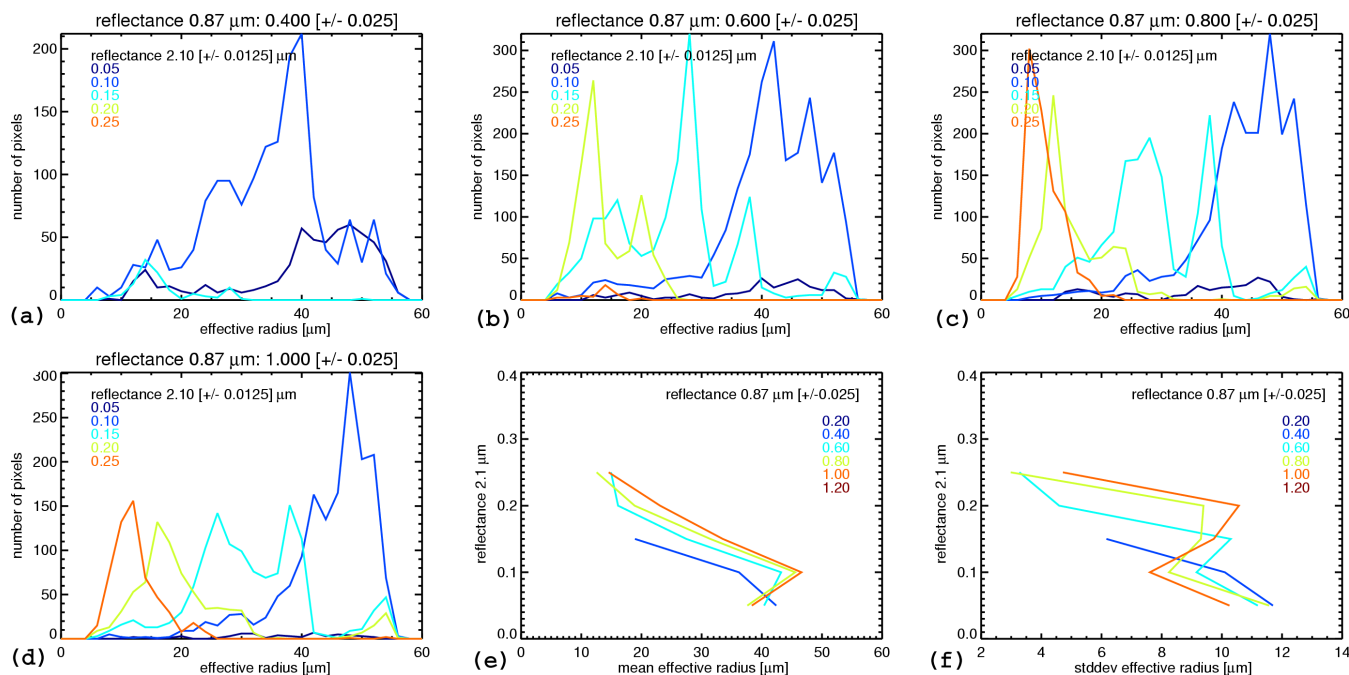 reflectance 0.87 μm: 0.400 [+/- 0.025]
reflectance 2.10 [+/- 0.0125] μm
0.05
0.10
0.15
0.20
0.25
number of pixels
200
150
100
50
0
0 20 40 60
effective radius [μm]
(a)
reflectance 0.87 μm: 0.600 [+/- 0.025]
reflectance 2.10 [+/- 0.0125] μm
0.05
0.10
0.15
0.20
0.25
number of pixels
300
250
200
150
100
50
0
0 10 20 30 40 50 60
effective radius [μm]
(b)
reflectance 0.87 μm: 0.800 [+/- 0.025]
reflectance 2.10 [+/- 0.0125] μm
0.05
0.10
0.15
0.20
0.25
number of pixels
300
250
200
150
100
50
0
0 20 40 60
effective radius [μm]
(c)
reflectance 0.87 μm: 1.000 [+/- 0.025]
reflectance 2.10 [+/- 0.0125] μm
0.05
0.10
0.15
0.20
0.25
number of pixels
300
250
200
150
100
50
0
0 20 40 60
effective radius [μm]
(d)
reflectance 0.87 μm [+/-0.025]
0.20
0.40
0.60
0.80
1.00
1.20
reflectance 2.1 μm
0.4
0.3
0.2
0.1
0.0
0 10 20 30 40 50 60
mean effective radius [μm]
(e)
reflectance 0.87 μm [+/-0.025]
0.20
0.40
0.60
0.80
1.00
1.20
reflectance 2.1 μm
0.4
0.3
0.2
0.1
0.0
2 4 6 8 10 12 14
stddev effective radius [μm]
(f)